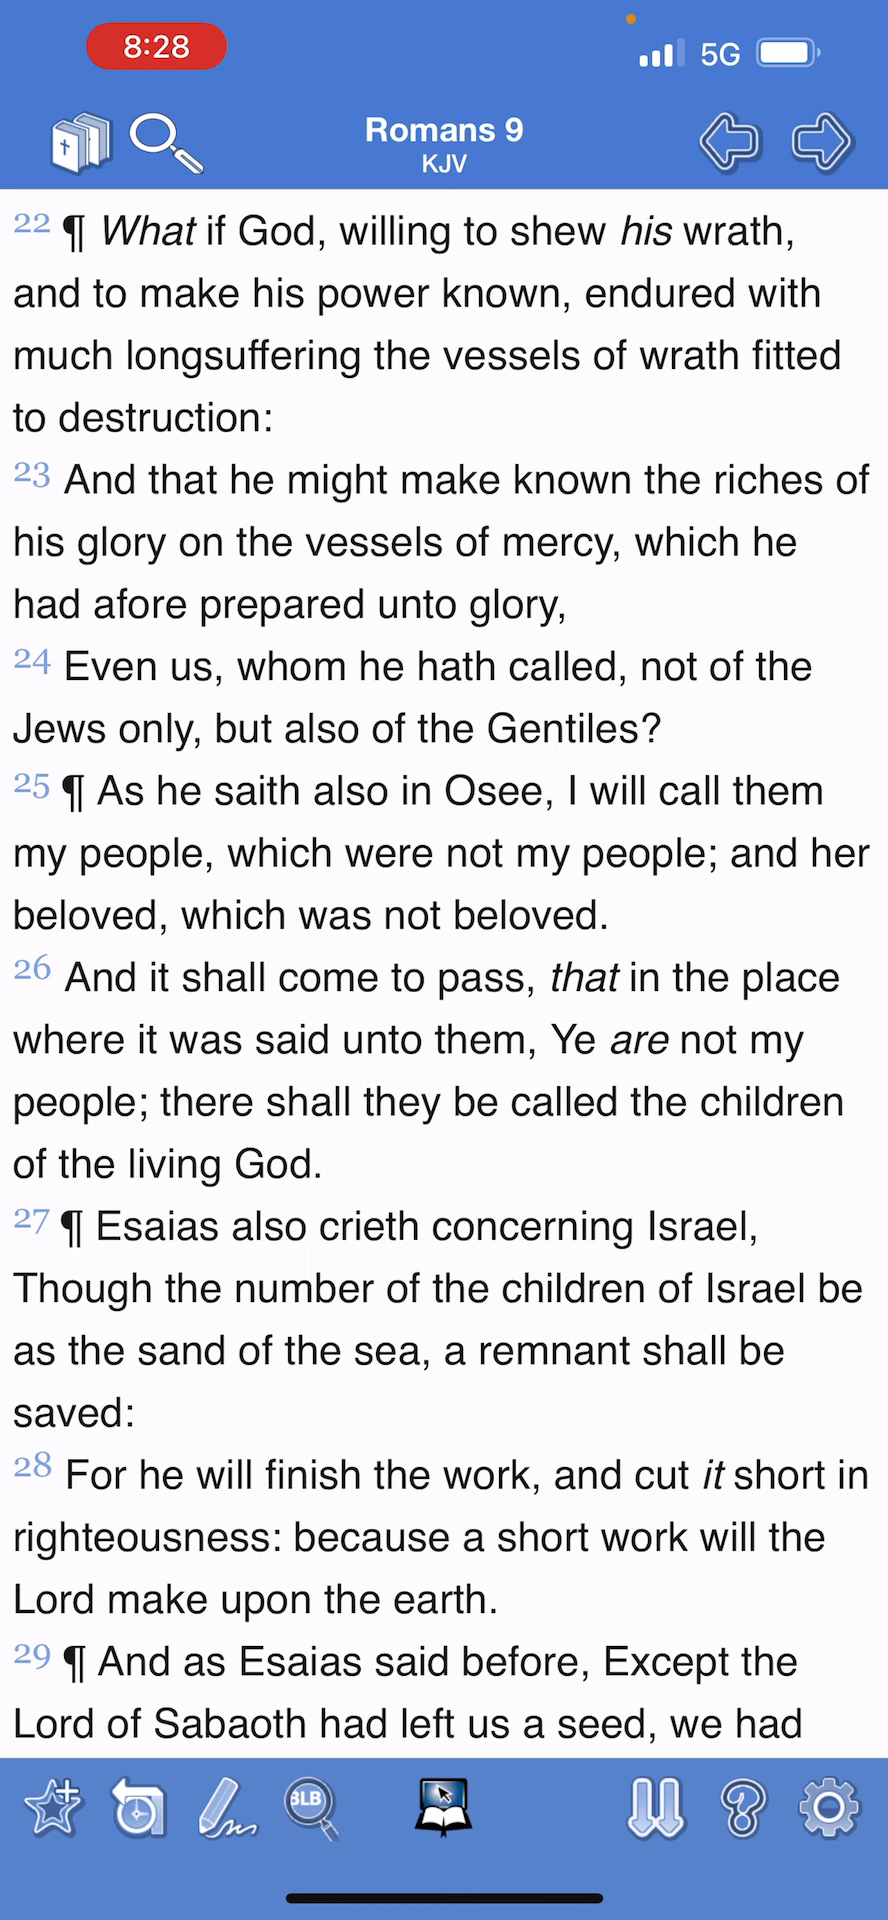 8:28
5G
Romans 9
KJV
22 ¶ What if God, willing to shew his wrath,
and to make his power known, endured with
much longsuffering the vessels of wrath fitted
to destruction:
23 And that he might make known the riches of
his glory on the vessels of mercy, which he
had afore prepared unto glory,
24 Even us, whom he hath called, not of the
Jews only, but also of the Gentiles?
25 ¶ As he saith also in Osee, I will call them
my people, which were not my people; and her
beloved, which was not beloved.
26 And it shall come to pass, that in the place
where it was said unto them, Ye are not my
people; there shall they be called the children
of the living God.
27 ¶ Esaias also crieth concerning Israel,
Though the number of the children of Israel be
as the sand of the sea, a remnant shall be
saved:
28 For he will finish the work, and cut it short in
righteousness: because a short work will the
Lord make upon the earth.
29 ¶ And as Esaias said before, Except the
Lord of Sabaoth had left us a seed, we had
BLB